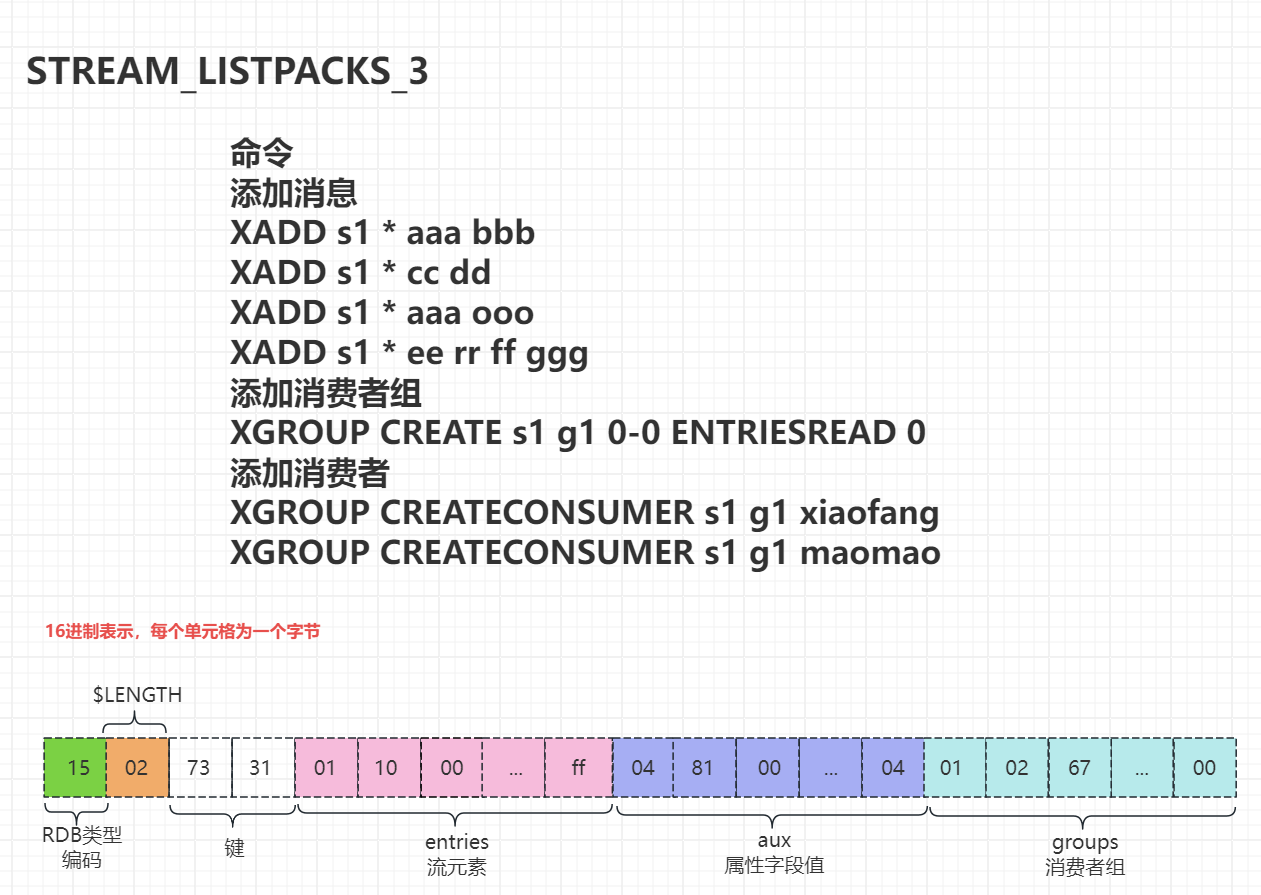 STREAM_LISTPACKS_3
命令
添加消息
XADD s1 * aaa bbb
XADD s1 * cc dd
XADD s1 * aaa ooo
XADD s1 * ee rr ff ggg
添加消费者组
XGROUP CREATE s1 g1 0-0 ENTRIESREAD 0
添加消费者
XGROUP CREATECONSUMER s1 g1 xiaofang
XGROUP CREATECONSUMER s1 g1 maomao
16进制表示，每个单元格为一个字节
$LENGTH
15 02 73 31 01 10 00 ... ff 04 81 00 ... 04 01 02 67 ... 00
RDB类型
编码
键
entries
流元素
aux
属性字段值
groups
消费者组